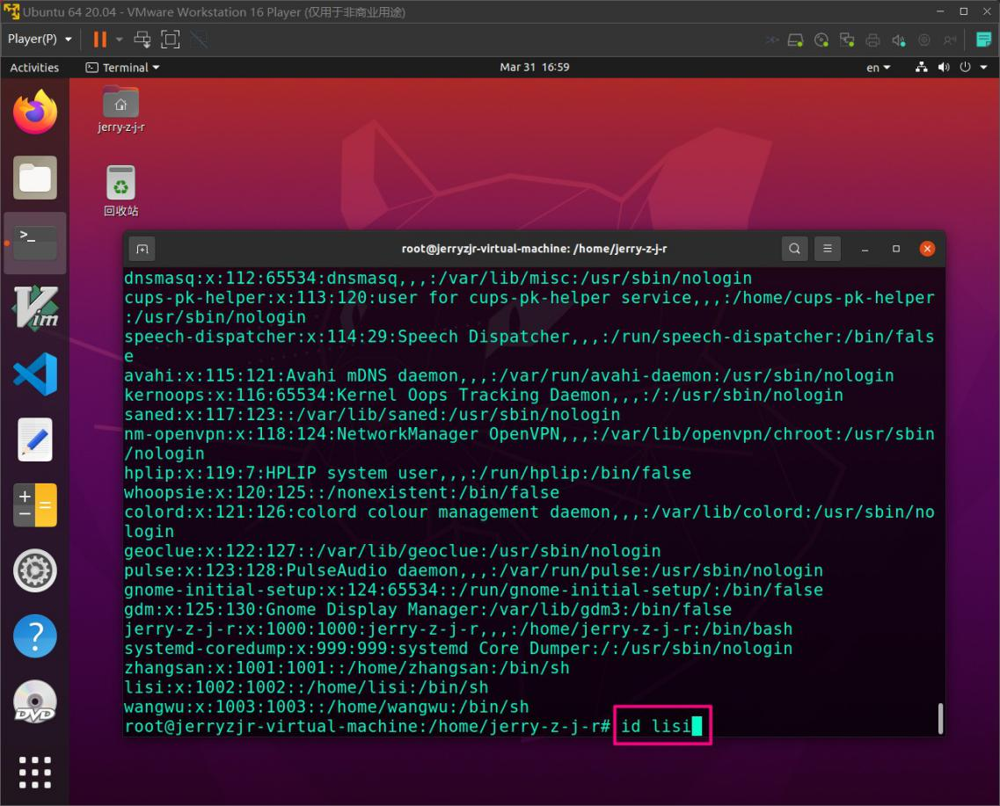 Ubuntu 64 20.04 - VMware Workstation 16 Player (仅用于非商业用途)
Player(P)
Activities
Terminal
Mar 31 16:59
en
jerry-z-j-r
回收站
root@jerryzjr-virtual-machine: /home/jerry-z-j-r
dnsmasq:x:112:65534:dnsmasq,,,:/var/lib/misc:/usr/sbin/nologin
cups-pk-helper:x:113:120:user for cups-pk-helper service,,,:/home/cups-pk-helper
:/usr/sbin/nologin
speech-dispatcher:x:114:29:Speech Dispatcher,,,:/run/speech-dispatcher:/bin/fals
e
avahi:x:115:121:Avahi mDNS daemon,,,:/var/run/avahi-daemon:/usr/sbin/nologin
kernoops:x:116:65534:Kernel Oops Tracking Daemon,,,:/:/usr/sbin/nologin
saned:x:117:123::/var/lib/saned:/usr/sbin/nologin
nm-openvpn:x:118:124:NetworkManager OpenVPN,,,:/var/lib/openvpn/chroot:/usr/sbin
/nologin
hplip:x:119:7:HPLIP system user,,,:/run/hplip:/bin/false
whoopsie:x:120:125::/nonexistent:/bin/false
colord:x:121:126:colord colour management daemon,,,:/var/lib/colord:/usr/sbin/no
login
geoclue:x:122:127::/var/lib/geoclue:/usr/sbin/nologin
pulse:x:123:128:PulseAudio daemon,,,:/var/run/pulse:/usr/sbin/nologin
gnome-initial-setup:x:124:65534::/run/gnome-initial-setup/:/bin/false
gdm:x:125:130:Gnome Display Manager:/var/lib/gdm3:/bin/false
jerry-z-j-r:x:1000:1000:jerry-z-j-r,,,:/home/jerry-z-j-r:/bin/bash
systemd-coredump:x:999:999:systemd Core Dumper:/:/usr/sbin/nologin
zhangsan:x:1001:1001::/home/zhangsan:/bin/sh
lisi:x:1002:1002::/home/lisi:/bin/sh
wangwu:x:1003:1003::/home/wangwu:/bin/sh
root@jerryzjr-virtual-machine:/home/jerry-z-j-r# id lisi
Vim
DVD